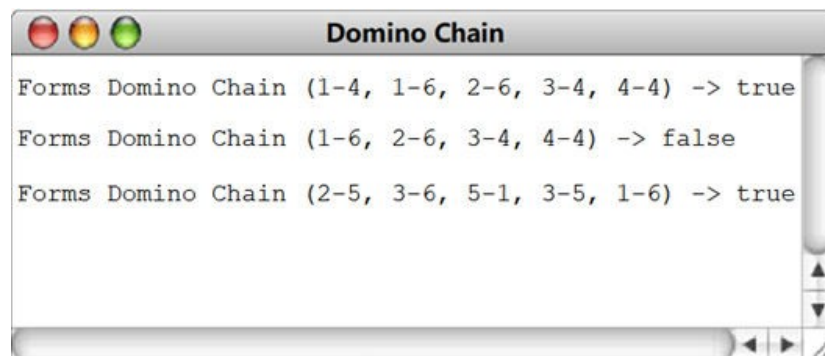 Domino Chain
Forms Domino Chain (1-4, 1-6, 2-6, 3-4, 4-4) -> true
Forms Domino Chain (1-6, 2-6, 3-4, 4-4) -> false
Forms Domino Chain (2-5, 3-6, 5-1, 3-5, 1-6) -> true